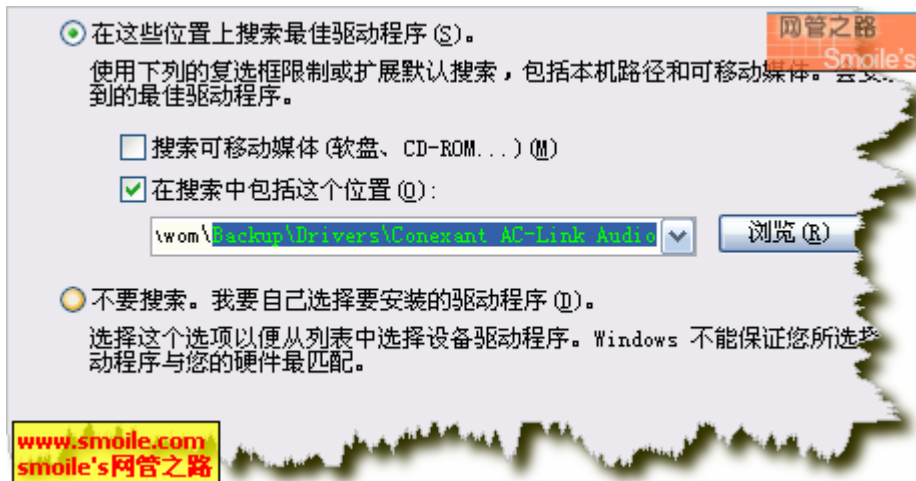 在这些位置上搜索最佳驱动程序(S)。
网管之路
Smoile's
使用下列的复选框限制或扩展默认搜索，包括本机路径和可移动媒体。会安
到的最佳驱动程序。
搜索可移动媒体(软盘、CD-ROM...)(M)
在搜索中包括这个位置(O):
\wom\Backup\Drivers\Conexant AC-Link Audio
浏览(R)
不要搜索。我要自己选择要安装的驱动程序(D)。
选择这个选项以便从列表中选择设备驱动程序。Windows 不能保证您所选
动程序与您的硬件最匹配。
www.smoile.com
smoile's网管之路